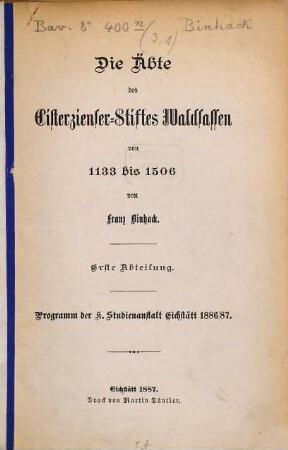 Bav. 8° 400 n (3,1) Binhack
Die Äbte
des
Cisterzienser-Stiftes Waldsassen
von
1133 bis 1506
von
Franz Binhack.
Erste Abteilung.
Programm der K. Studienanstalt Eichstätt 1886/87.
Eichstätt 1887.
Druck von Martin Däntler.